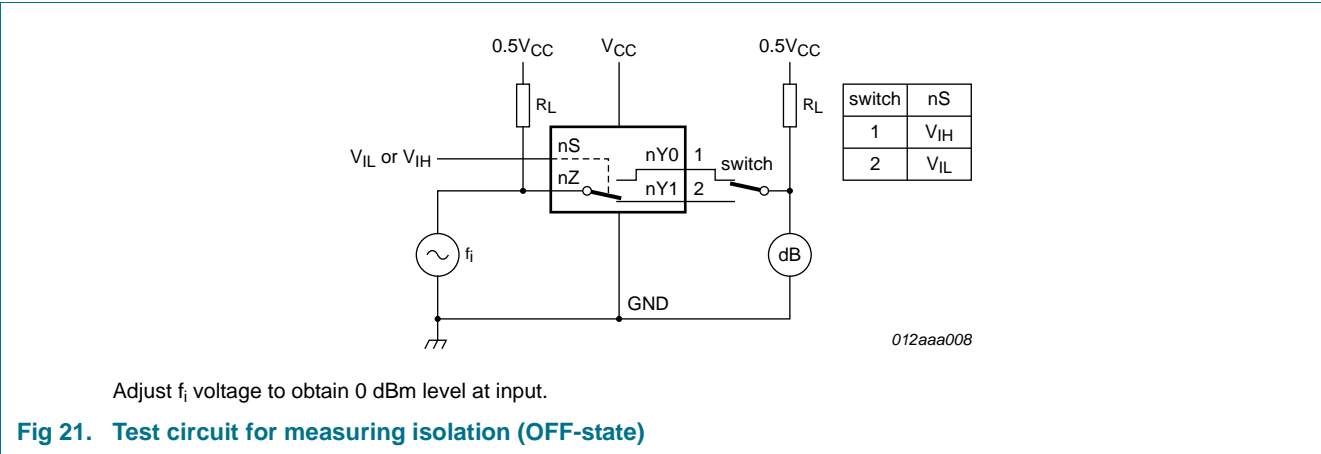 0.5VCC VCC 0.5VCC
RL RL
switch nS
1 VIH
2 VIL
VIL or VIH
nS nY0 1 switch
nZ nY1 2
fi dB
GND
012aaa008
Adjust fi voltage to obtain 0 dBm level at input.
Fig 21. Test circuit for measuring isolation (OFF-state)